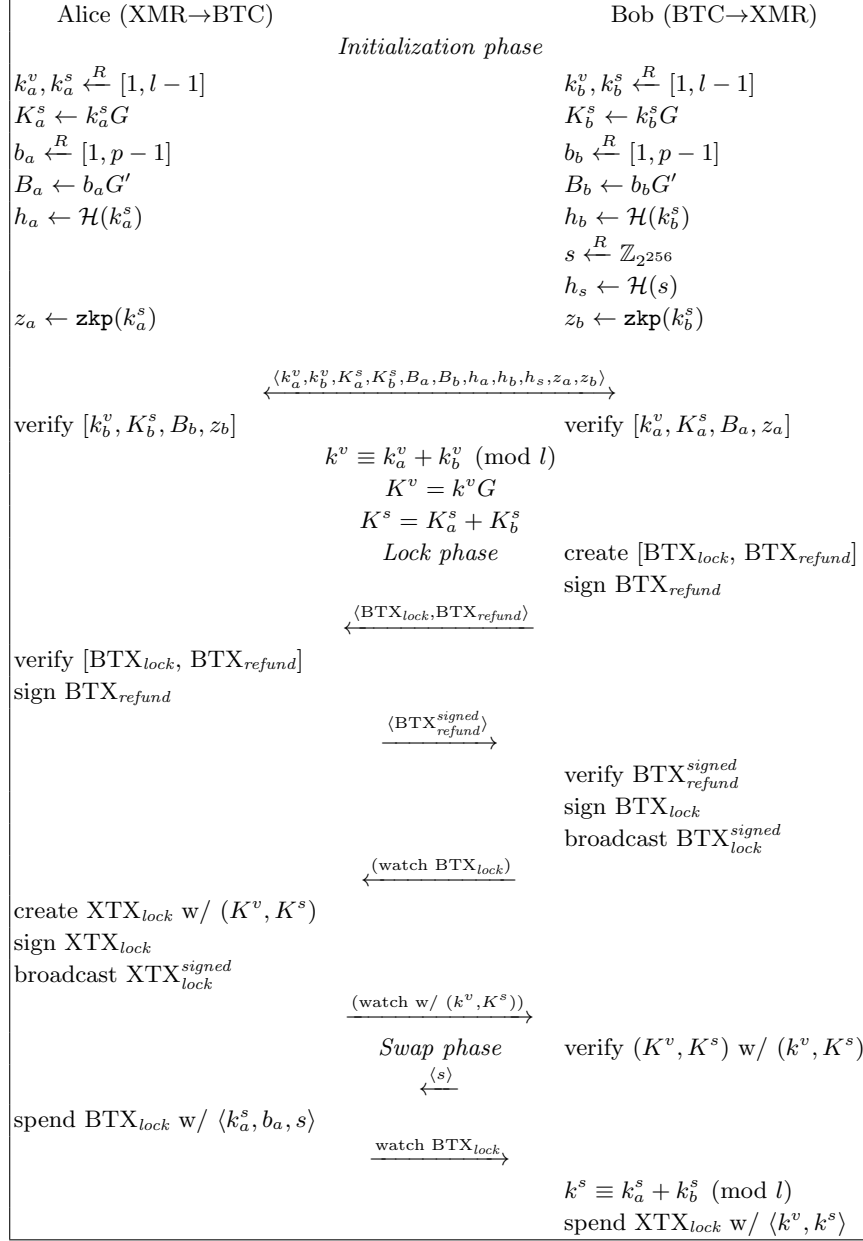 Alice (XMR→BTC) Bob (BTC→XMR)
Initialization phase
k_a^v, k_a^s ←^R [1, l − 1] k_b^v, k_b^s ←^R [1, l − 1]
K_a^s ← k_a^s G K_b^s ← k_b^s G
b_a ←^R [1, p − 1] b_b ←^R [1, p − 1]
B_a ← b_a G′ B_b ← b_b G′
h_a ← ℋ(k_a^s) h_b ← ℋ(k_b^s)
s ←^R ℤ_{2^{256}}
h_s ← ℋ(s)
z_a ← zkp(k_a^s) z_b ← zkp(k_b^s)
⟨k_a^v,k_b^v,K_a^s,K_b^s,B_a,B_b,h_a,h_b,h_s,z_a,z_b⟩
verify [k_b^v, K_b^s, B_b, z_b] verify [k_a^v, K_a^s, B_a, z_a]
k^v ≡ k_a^v + k_b^v (mod l)
K^v = k^v G
K^s = K_a^s + K_b^s
Lock phase create [BTX_lock, BTX_refund]
sign BTX_refund
⟨BTX_lock,BTX_refund⟩
verify [BTX_lock, BTX_refund]
sign BTX_refund
⟨BTX_refund^signed⟩
verify BTX_refund^signed
sign BTX_lock
broadcast BTX_lock^signed
(watch BTX_lock)
create XTX_lock w/ (K^v, K^s)
sign XTX_lock
broadcast XTX_lock^signed
(watch w/ (k^v,K^s))
Swap phase verify (K^v, K^s) w/ (k^v, K^s)
⟨s⟩
spend BTX_lock w/ ⟨k_a^s, b_a, s⟩
watch BTX_lock
k^s ≡ k_a^s + k_b^s (mod l)
spend XTX_lock w/ ⟨k^v, k^s⟩